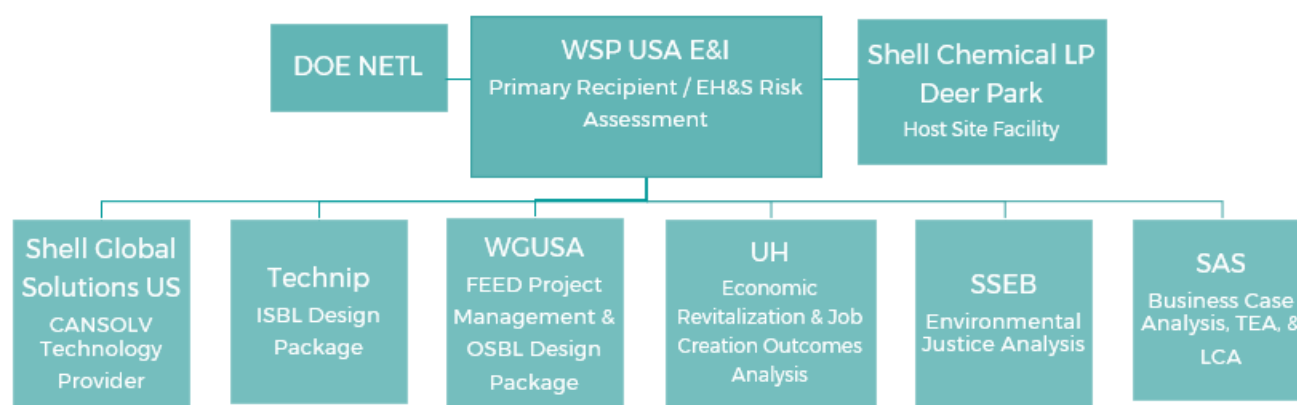 DOE NETL
WSP USA E&I
Primary Recipient / EH&S Risk
Assessment
Shell Chemical LP
Deer Park
Host Site Facility
Shell Global
Solutions US
CANSOLV
Technology
Provider
Technip
ISBL Design
Package
WGUSA
FEED Project
Management &
OSBL Design
Package
UH
Economic
Revitalization & Job
Creation Outcomes
Analysis
SSEB
Environmental
Justice Analysis
SAS
Business Case
Analysis, TEA, &
LCA